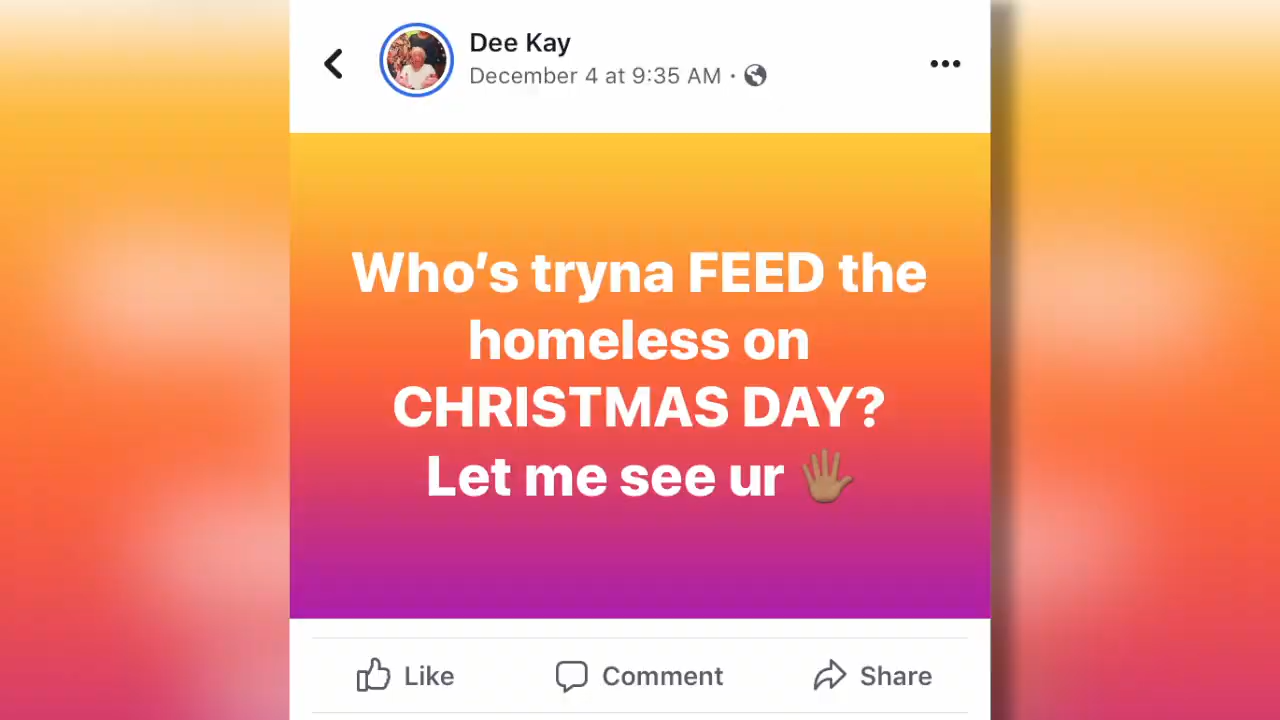 Dee Kay
December 4 at 9:35 AM ·
Who's tryna FEED the
homeless on
CHRISTMAS DAY?
Let me see ur 🖐🏽
Like
Comment
Share